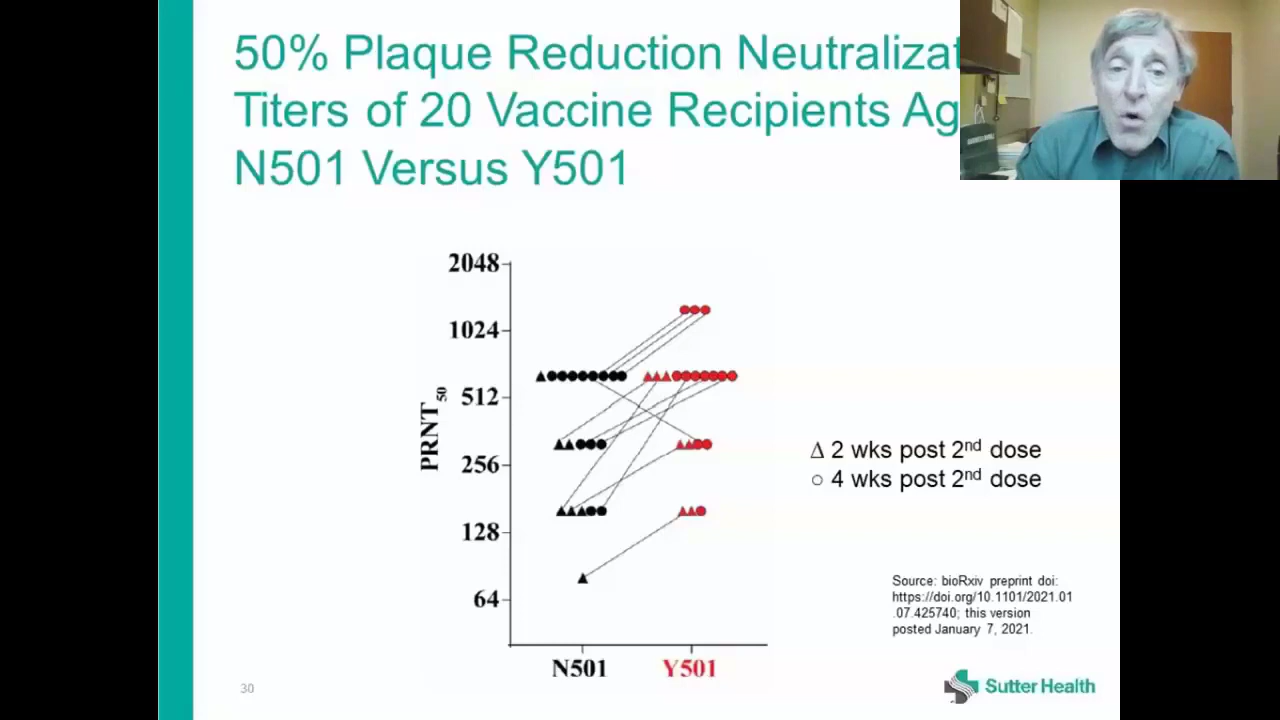 50% Plaque Reduction Neutralizat
Titers of 20 Vaccine Recipients Ag
N501 Versus Y501
2048
1024
512
256
128
64
PRNT50
N501
Y501
Δ 2 wks post 2nd dose
○ 4 wks post 2nd dose
Source: bioRxiv preprint doi:
https://doi.org/10.1101/2021.01
.07.425740; this version
posted January 7, 2021.
30
Sutter Health